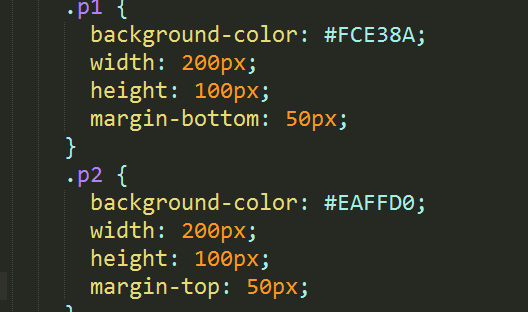 .p1 {
background-color: #FCE38A;
width: 200px;
height: 100px;
margin-bottom: 50px;
}
.p2 {
background-color: #EAFFD0;
width: 200px;
height: 100px;
margin-top: 50px;
}